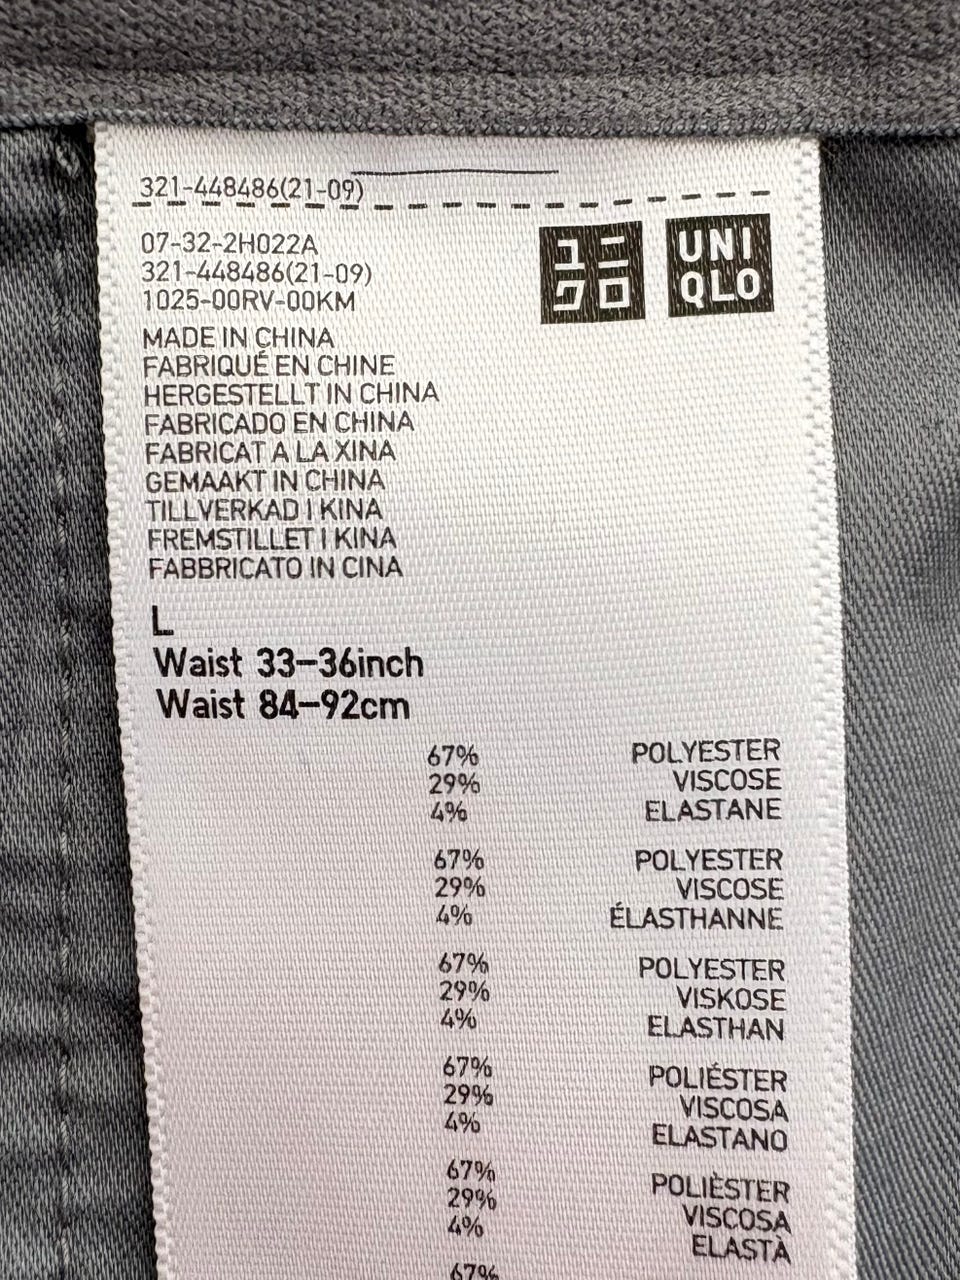 321-448486(21-09)
07-32-2H022A
321-448486(21-09)
1025-00RV-00KM
ユニ
クロ
UNI
QLO
MADE IN CHINA
FABRIQUÉ EN CHINE
HERGESTELLT IN CHINA
FABRICADO EN CHINA
FABRICAT A LA XINA
GEMAAKT IN CHINA
TILLVERKAD I KINA
FREMSTILLET I KINA
FABBRICATO IN CINA
L
Waist 33–36inch
Waist 84–92cm
67% POLYESTER
29% VISCOSE
4% ELASTANE
67% POLYESTER
29% VISCOSE
4% ÉLASTHANNE
67% POLYESTER
29% VISKOSE
4% ELASTHAN
67% POLIÉSTER
29% VISCOSA
4% ELASTANO
67% POLIÈSTER
29% VISCOSA
4% ELASTÀ
67%